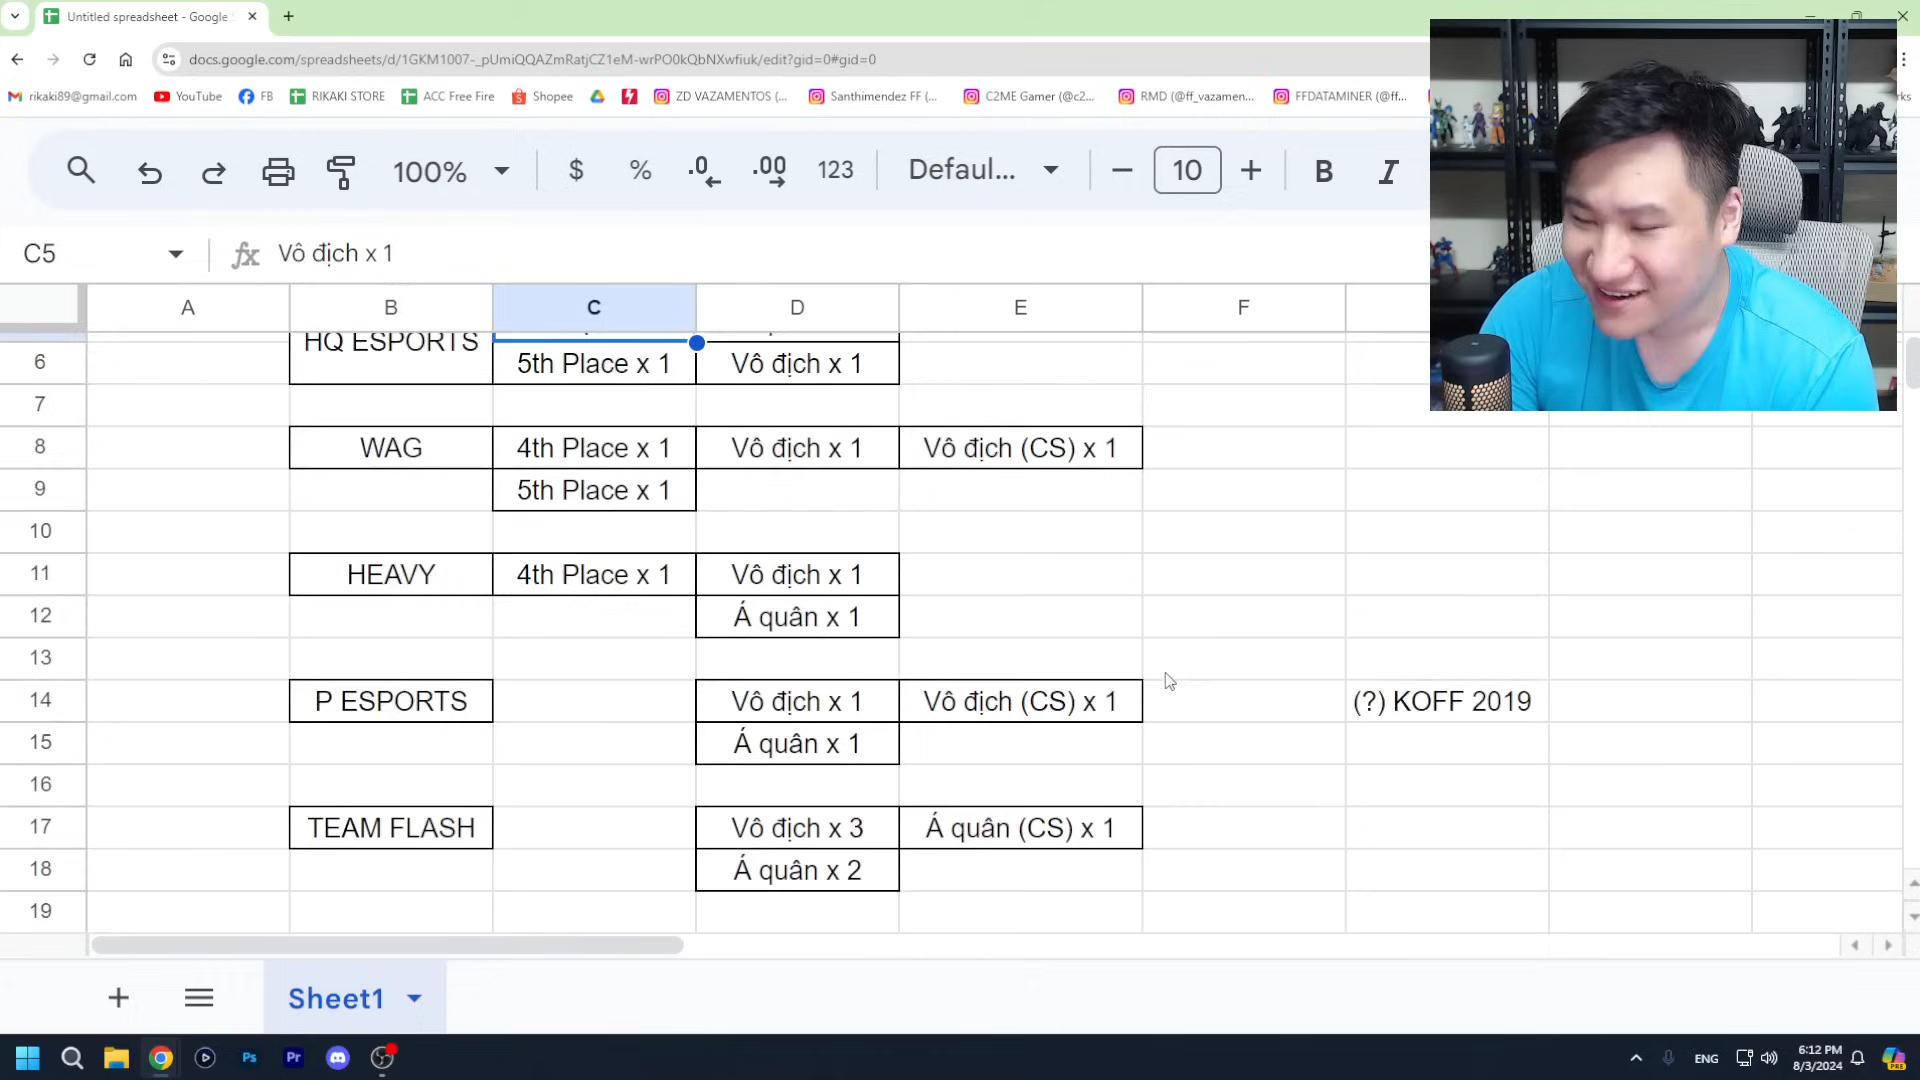 Untitled spreadsheet - Google
docs.google.com/spreadsheets/d/1GKM1007-_pUmiQQAZmRatjCZ1eM-wrPO0kQbNXwfiuk/edit?gid=0#gid=0
rikaki89@gmail.com YouTube FB RIKAKI STORE ACC Free Fire Shopee ZD VAZAMENTOS (... Santhimendez FF (... C2ME Gamer (@c2... RMD (@ff_vazamen... FFDATAMINER (@ff...
100% $ % .0 .00 123 Defaul... 10 B I
C5 fx Vô địch x 1
A B C D E F
HQ ESPORTS
6 5th Place x 1 Vô địch x 1
7
8 WAG 4th Place x 1 Vô địch x 1 Vô địch (CS) x 1
9 5th Place x 1
10
11 HEAVY 4th Place x 1 Vô địch x 1
12 Á quân x 1
13
14 P ESPORTS Vô địch x 1 Vô địch (CS) x 1 (?) KOFF 2019
15 Á quân x 1
16
17 TEAM FLASH Vô địch x 3 Á quân (CS) x 1
18 Á quân x 2
19
Sheet1
Ps Pr ENG 6:12 PM
8/3/2024
PRE